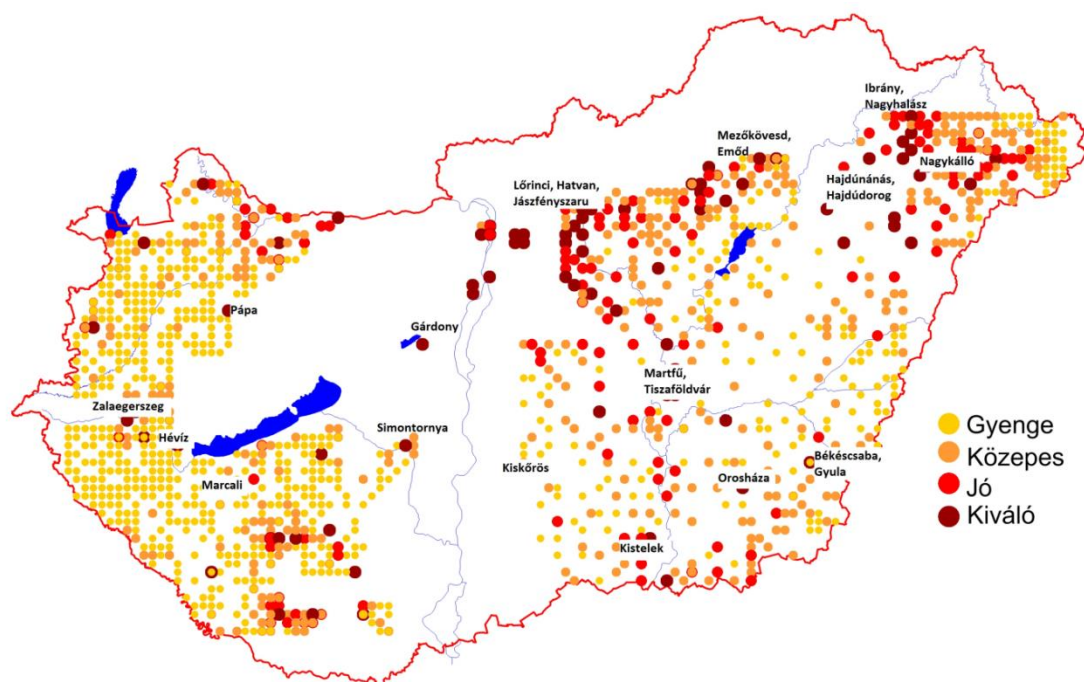 Ibrány,
Nagyhalász
Mezőkövesd,
Emőd
Nagykálló
Lőrinci, Hatvan,
Jászfényszaru
Hajdúnánás,
Hajdúdorog
Pápa
Gárdony
Martfű,
Tiszaföldvár
Zalaegerszeg
Hévíz
Simontornya
Marcali
Kiskőrös
Orosháza
Békéscsaba,
Gyula
Kistelek
Gyenge
Közepes
Jó
Kiváló